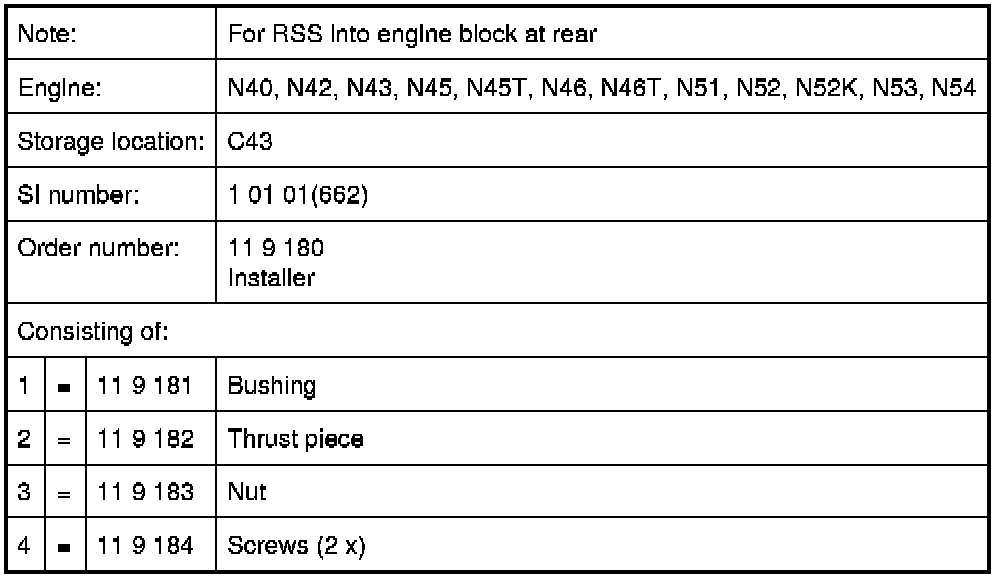 Note: For RSS into engine block at rear
Engine: N40, N42, N43, N45, N45T, N46, N46T, N51, N52, N52K, N53, N54
Storage location: C43
SI number: 1 01 01(662)
Order number: 11 9 180
Installer
Consisting of:
1 = 11 9 181 Bushing
2 = 11 9 182 Thrust piece
3 = 11 9 183 Nut
4 = 11 9 184 Screws (2 x)